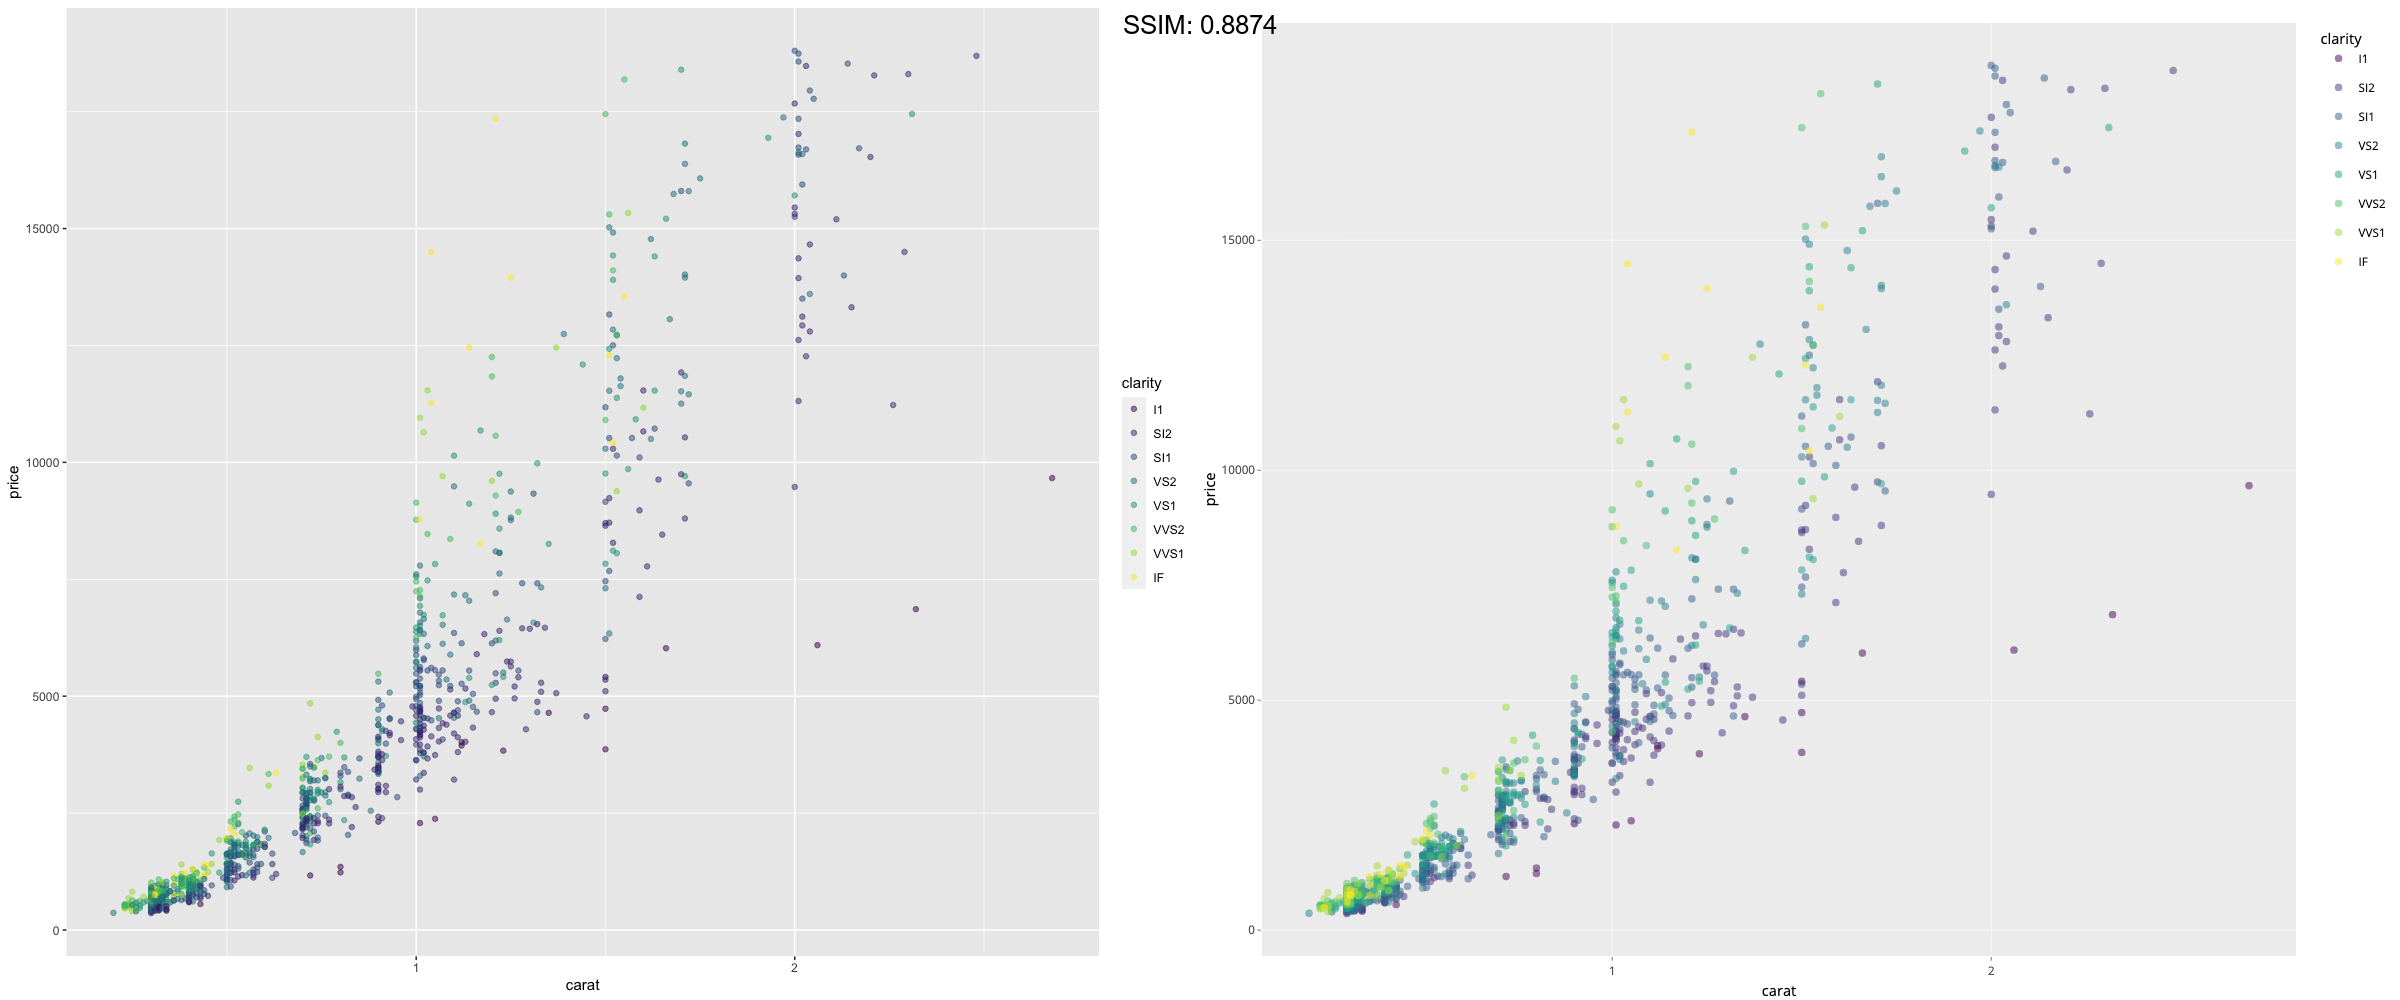 price
15000
10000
5000
0
1
2
carat
clarity
I1
SI2
SI1
VS2
VS1
VVS2
VVS1
IF
SSIM: 0.8874
price
15000
10000
5000
0
1
2
carat
clarity
I1
SI2
SI1
VS2
VS1
VVS2
VVS1
IF